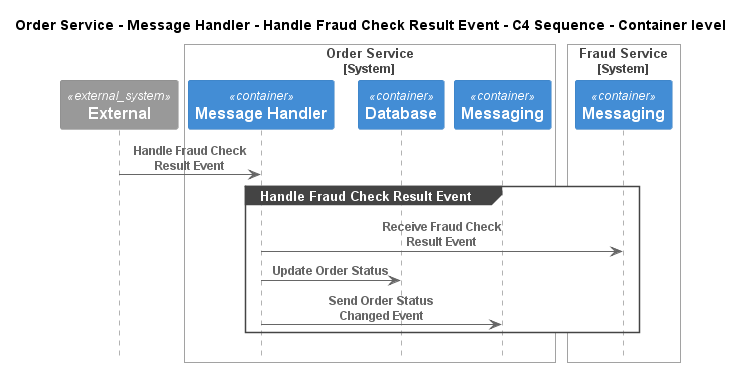 Order Service - Message Handler - Handle Fraud Check Result Event - C4 Sequence - Container level
Order Service
[System]
Fraud Service
[System]
«external_system»
External
«container»
Message Handler
«container»
Database
«container»
Messaging
«container»
Messaging
Handle Fraud Check
Result Event
Handle Fraud Check Result Event
Receive Fraud Check
Result Event
Update Order Status
Send Order Status
Changed Event